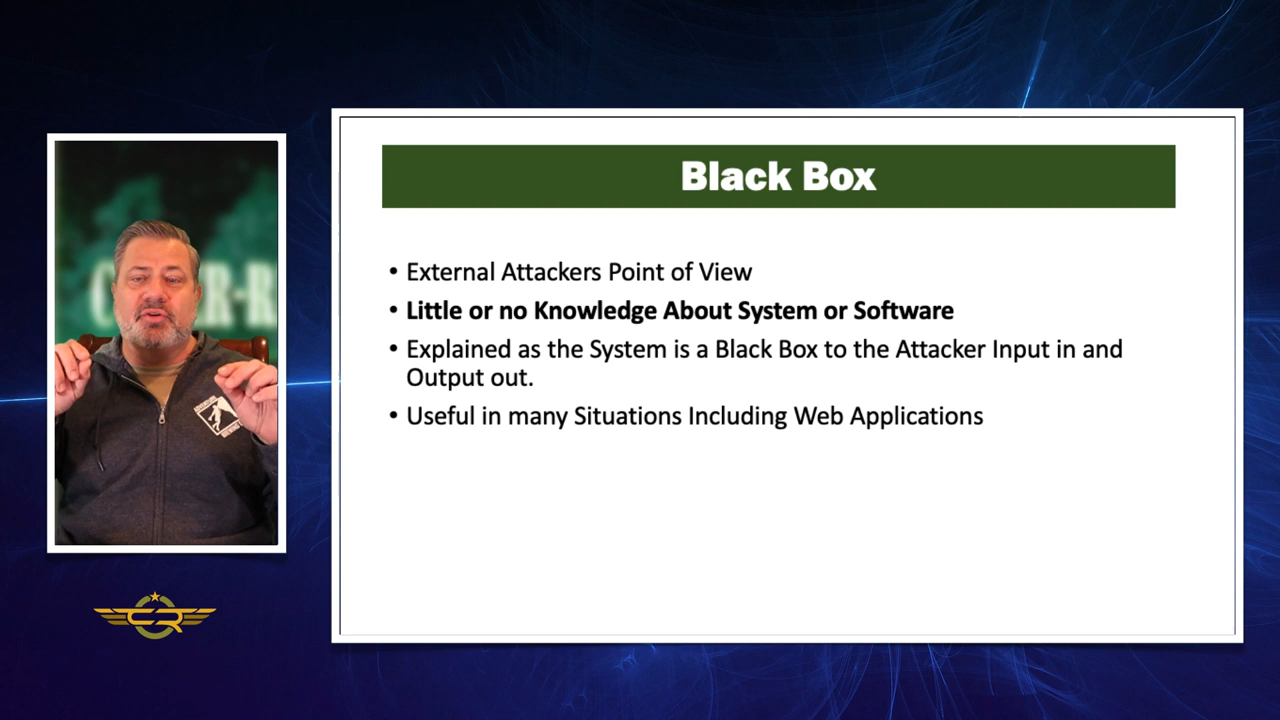 Black Box
• External Attackers Point of View
• Little or no Knowledge About System or Software
• Explained as the System is a Black Box to the Attacker Input in and
Output out.
• Useful in many Situations Including Web Applications
CR